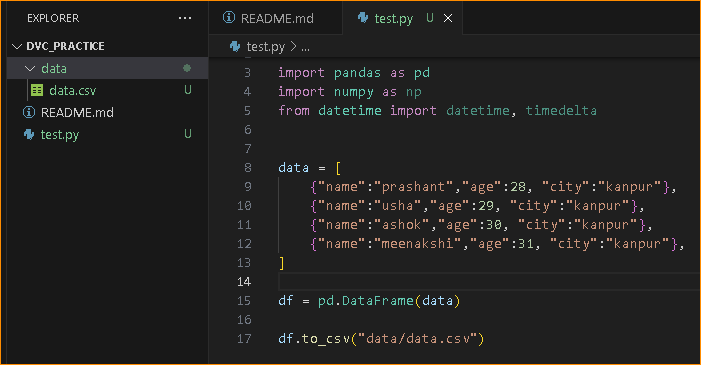 EXPLORER
DVC_PRACTICE
data
data.csv U
README.md
test.py U
README.md test.py U
test.py > ...
3 import pandas as pd
4 import numpy as np
5 from datetime import datetime, timedelta
6
7
8 data = [
9 {"name":"prashant","age":28, "city":"kanpur"},
10 {"name":"usha","age":29, "city":"kanpur"},
11 {"name":"ashok","age":30, "city":"kanpur"},
12 {"name":"meenakshi","age":31, "city":"kanpur"},
13 ]
14
15 df = pd.DataFrame(data)
16
17 df.to_csv("data/data.csv")